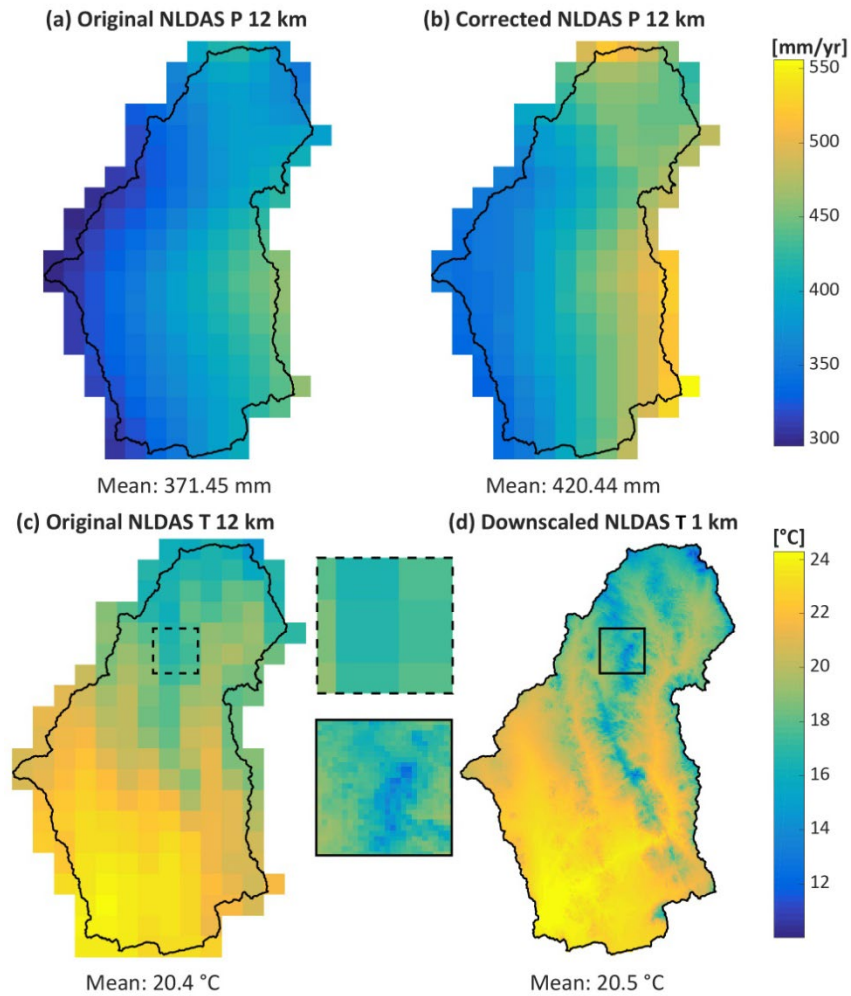 (a) Original NLDAS P 12 km
(b) Corrected NLDAS P 12 km
[mm/yr]
550
500
450
400
350
300
Mean: 371.45 mm
Mean: 420.44 mm
(c) Original NLDAS T 12 km
(d) Downscaled NLDAS T 1 km
[°C]
24
22
20
18
16
14
12
Mean: 20.4 °C
Mean: 20.5 °C